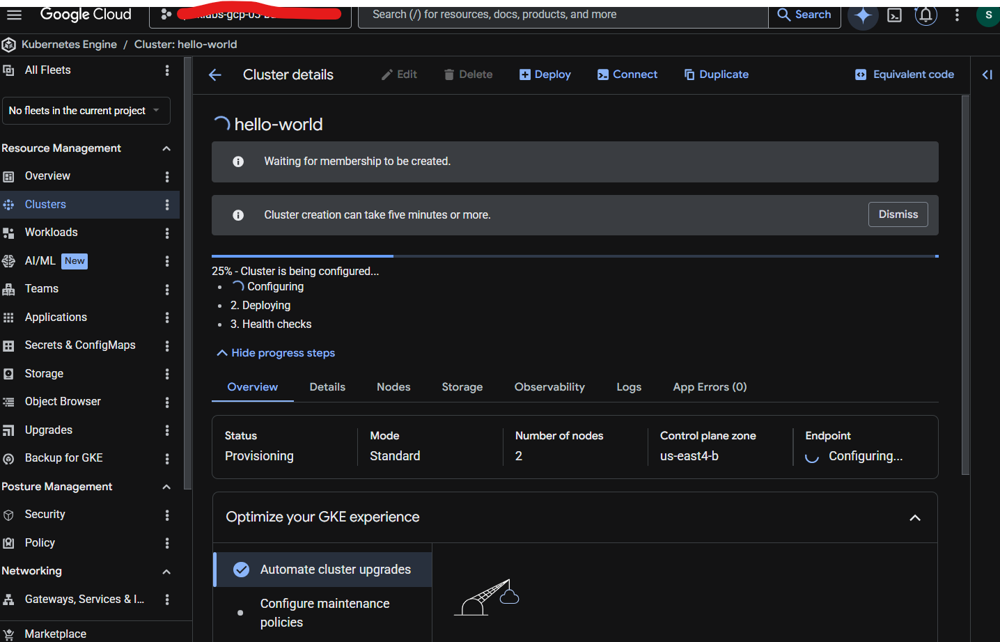 Google Cloud
Search (/) for resources, docs, products, and more
Search
S
Kubernetes Engine / Cluster: hello-world
All Fleets
No fleets in the current project
Resource Management
Overview
Clusters
Workloads
AI/ML New
Teams
Applications
Secrets & ConfigMaps
Storage
Object Browser
Upgrades
Backup for GKE
Posture Management
Security
Policy
Networking
Gateways, Services & I...
Marketplace
Cluster details
Edit
Delete
Deploy
Connect
Duplicate
Equivalent code
hello-world
Waiting for membership to be created.
Cluster creation can take five minutes or more.
Dismiss
25% - Cluster is being configured...
Configuring
2. Deploying
3. Health checks
Hide progress steps
Overview
Details
Nodes
Storage
Observability
Logs
App Errors (0)
Status
Provisioning
Mode
Standard
Number of nodes
2
Control plane zone
us-east4-b
Endpoint
Configuring...
Optimize your GKE experience
Automate cluster upgrades
Configure maintenance
policies